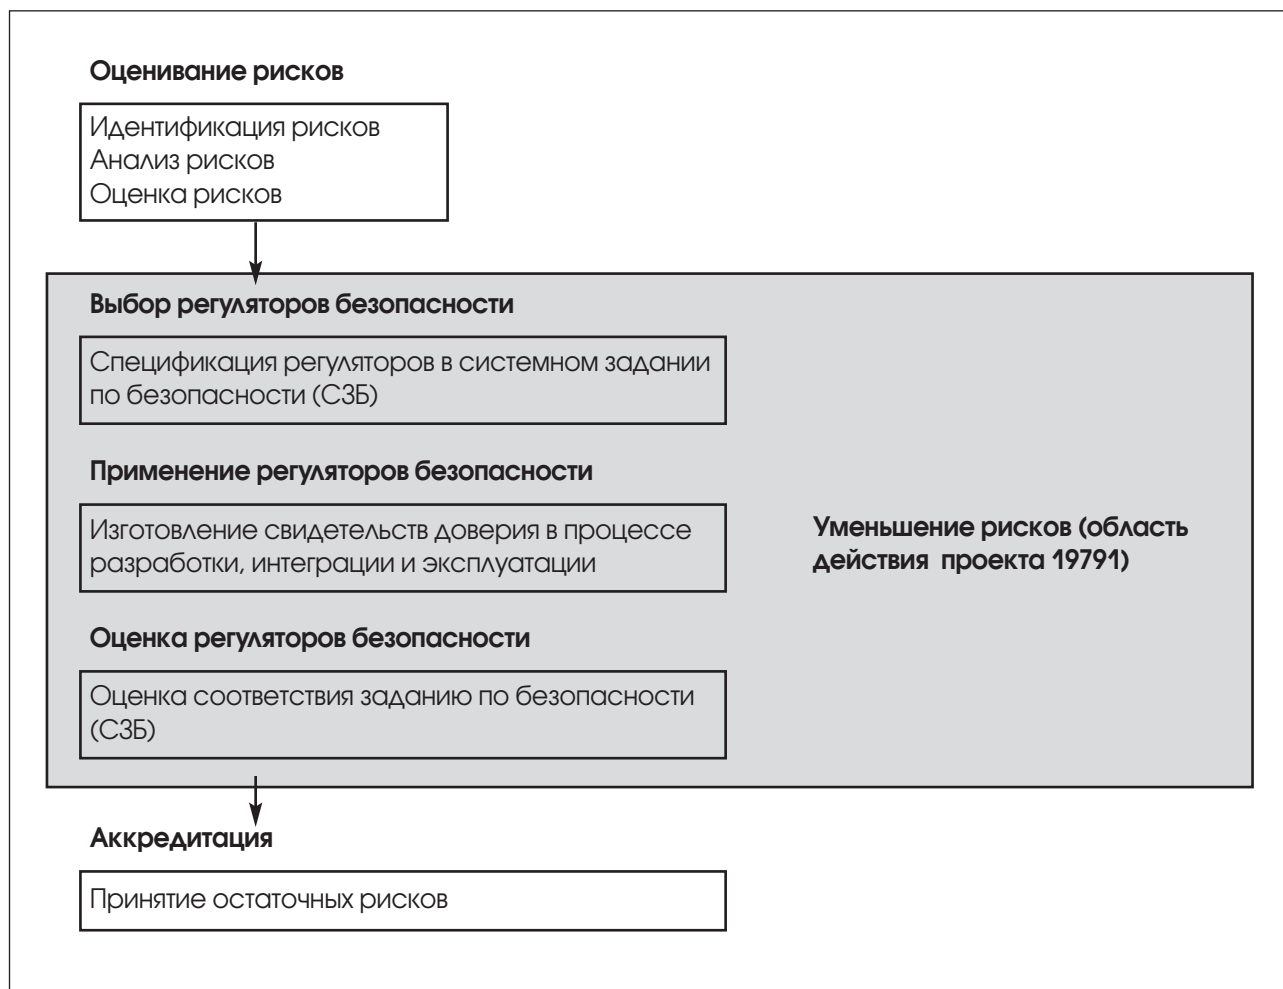 Оценивание рисков
Идентификация рисков
Анализ рисков
Оценка рисков
Выбор регуляторов безопасности
Спецификация регуляторов в системном задании
по безопасности (СЗБ)
Применение регуляторов безопасности
Изготовление свидетельств доверия в процессе
разработки, интеграции и эксплуатации
Уменьшение рисков (область
действия проекта 19791)
Оценка регуляторов безопасности
Оценка соответствия заданию по безопасности
(СЗБ)
Аккредитация
Принятие остаточных рисков